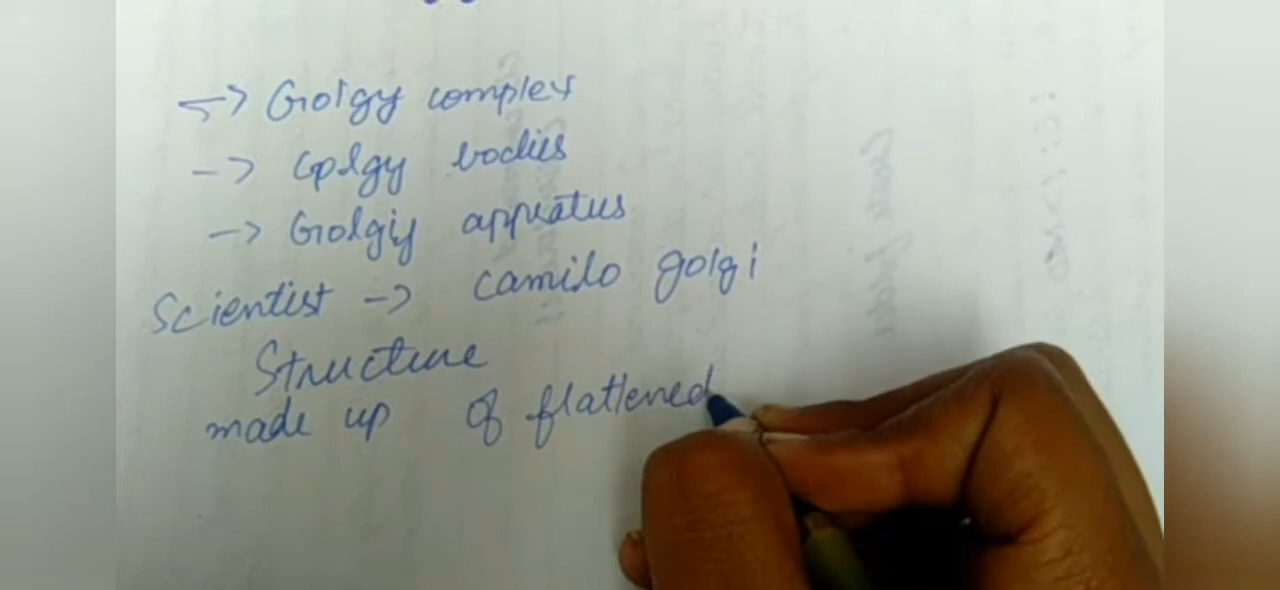 -> Golgy complex
-> Golgy bodies
-> Golgiy appratus
Scientist -> Camilo golgi
Structure
made up of flattened